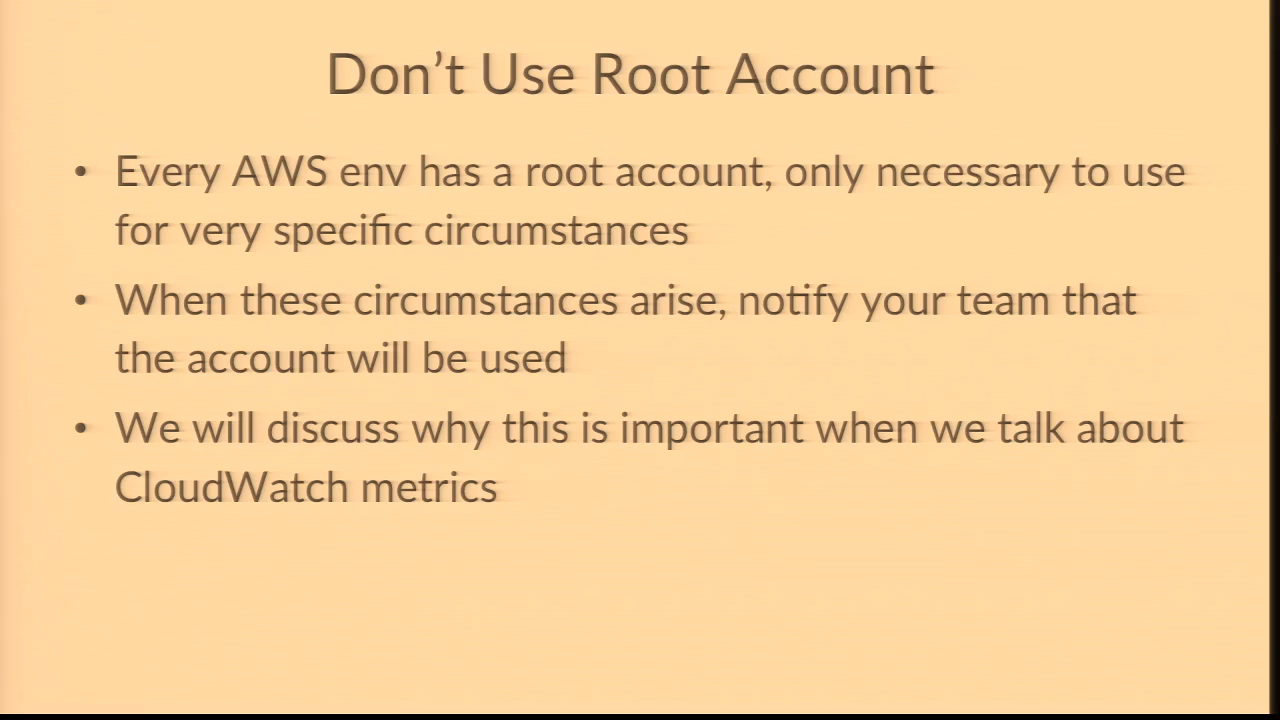 Don’t Use Root Account
• Every AWS env has a root account, only necessary to use
for very specific circumstances
• When these circumstances arise, notify your team that
the account will be used
• We will discuss why this is important when we talk about
CloudWatch metrics